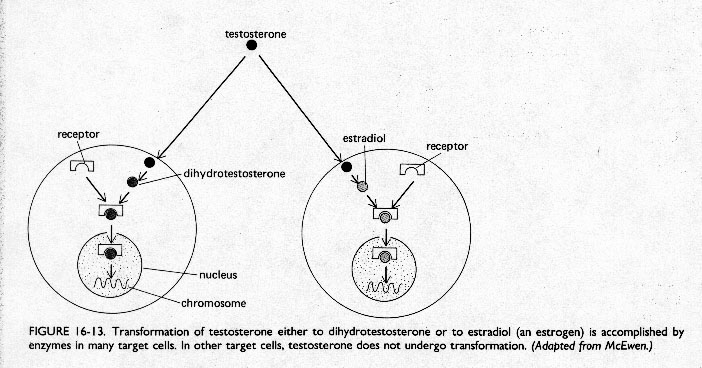 testosterone
receptor
estradiol
receptor
dihydrotestosterone
nucleus
chromosome
FIGURE 16-13. Transformation of testosterone either to dihydrotestosterone or to estradiol (an estrogen) is accomplished by
enzymes in many target cells. In other target cells, testosterone does not undergo transformation. (Adapted from McEwen.)